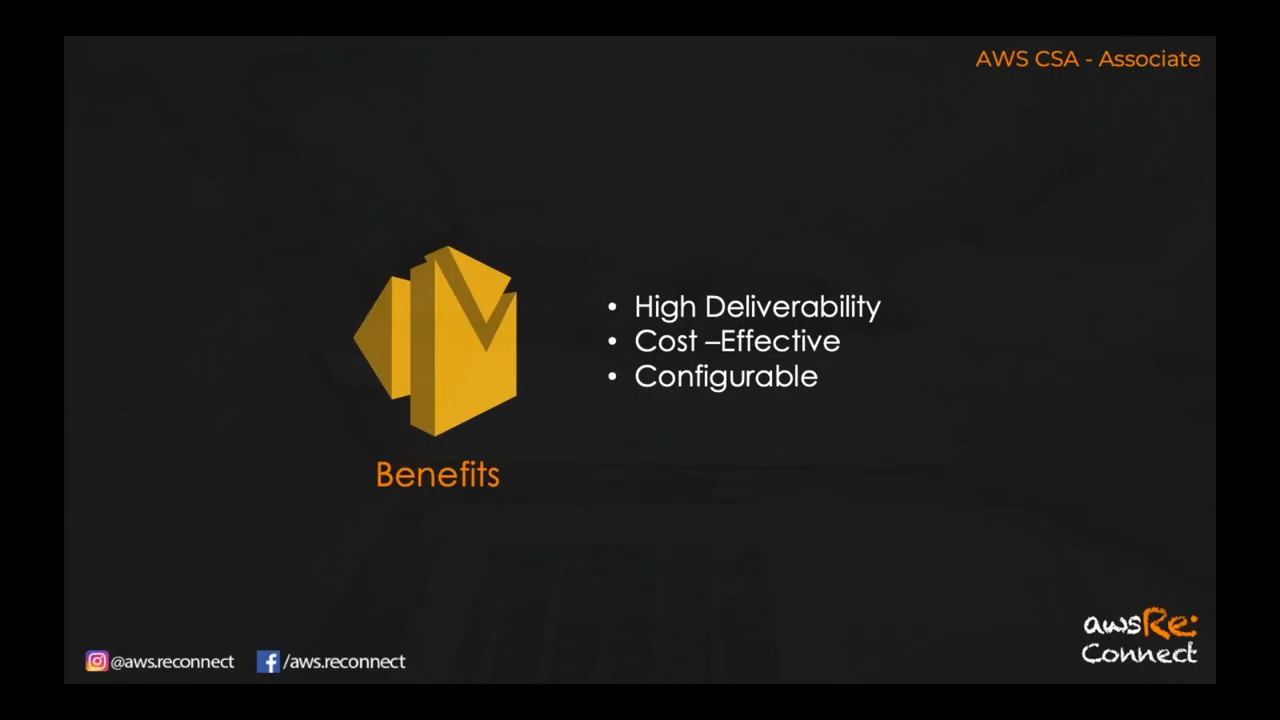 AWS CSA - Associate
• High Deliverability
• Cost –Effective
• Configurable
Benefits
@aws.reconnect
/aws.reconnect
awsRe:
Connect